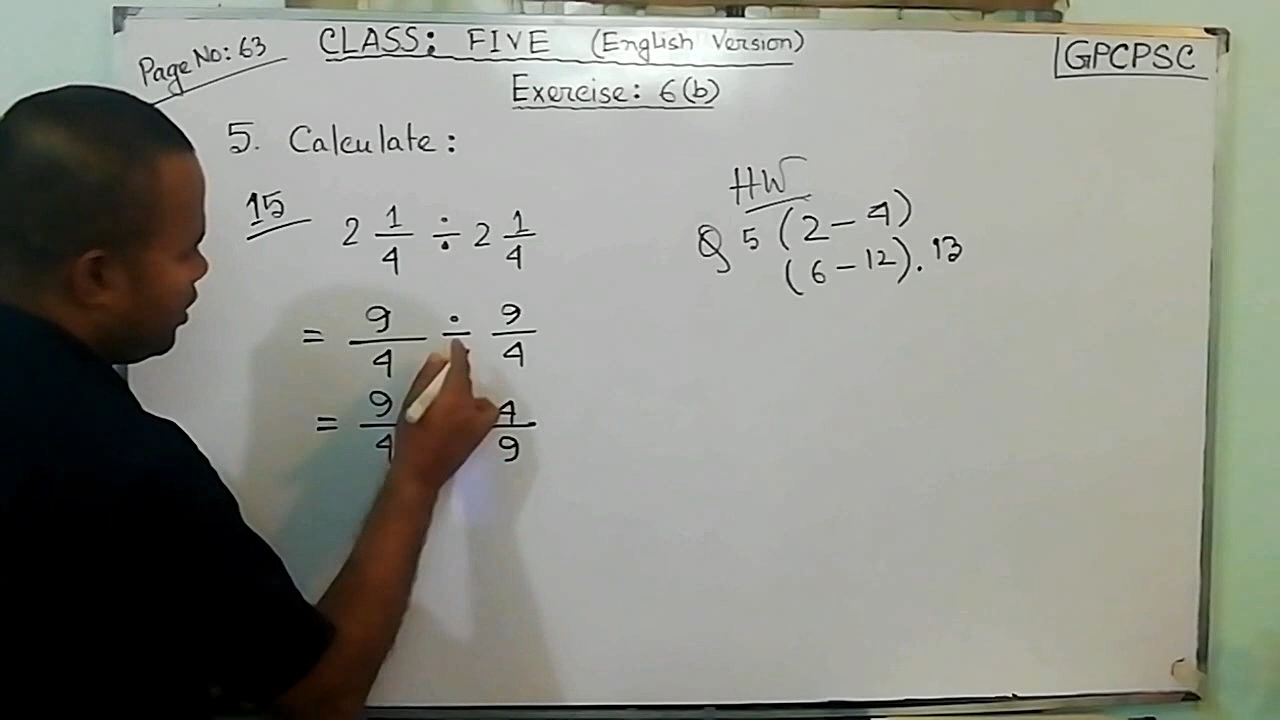 Page No: 63
CLASS: FIVE (English Version)
GPCPSC
Exercise: 6(b)
5. Calculate:
15
2 1/4 ÷ 2 1/4
= 9/4 ÷ 9/4
= 9/4 4/9
HW
Q 5 (2-4)
(6-12). 13